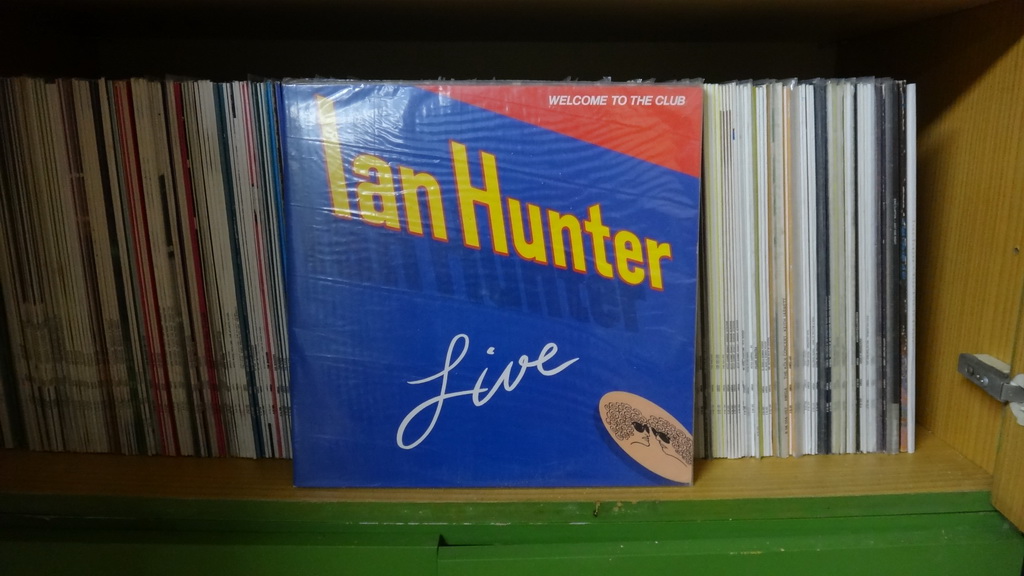 WELCOME TO THE CLUB
Ian Hunter
Live